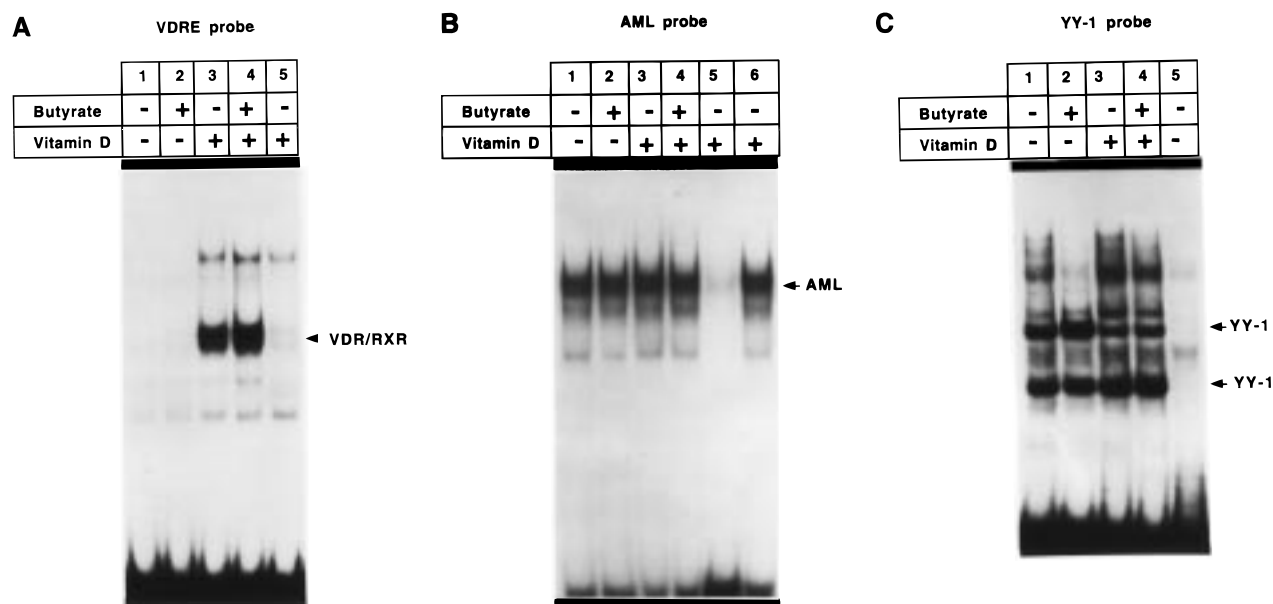 A
VDRE probe
1 2 3 4 5
Butyrate - + - + -
Vitamin D - - + + +
VDR/RXR
B
AML probe
1 2 3 4 5 6
Butyrate - + - + - -
Vitamin D - - + + + +
AML
C
YY-1 probe
1 2 3 4 5
Butyrate - + - + -
Vitamin D - - + + -
YY-1
YY-1